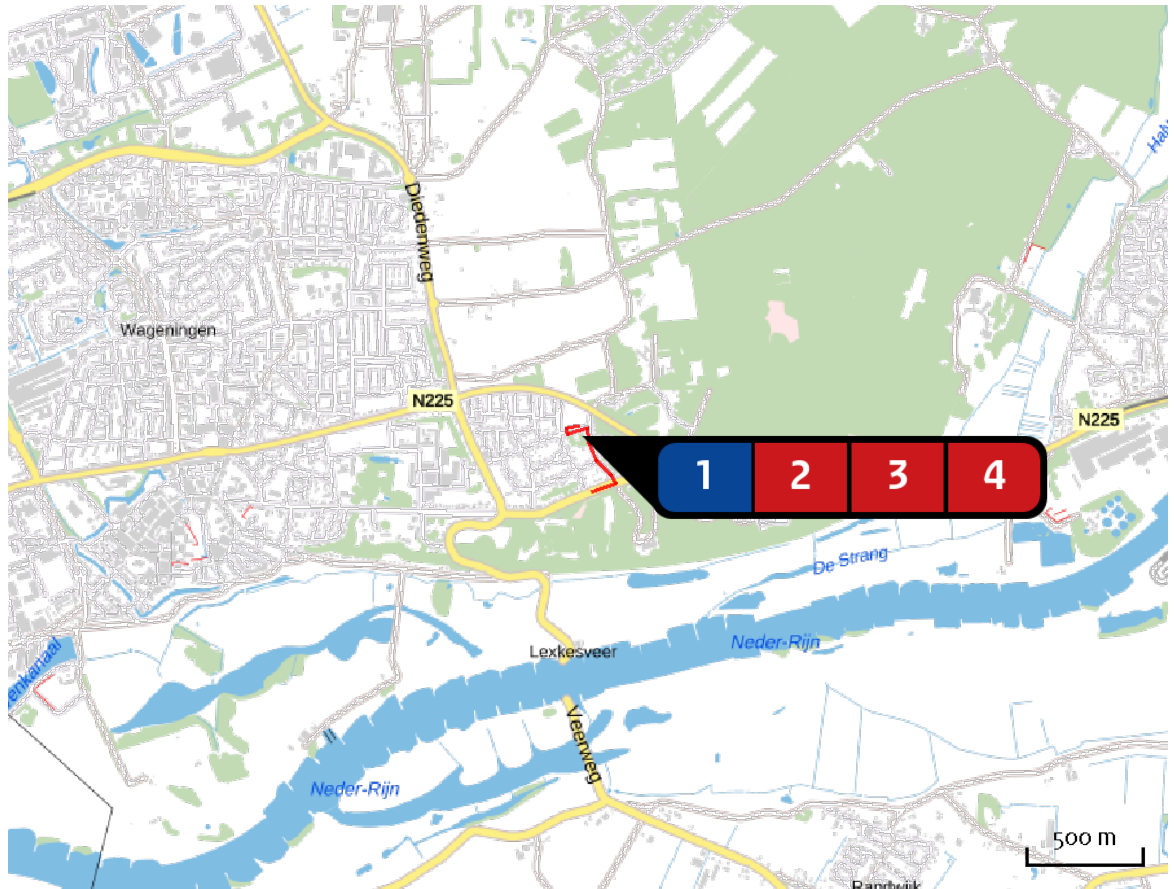 Diedenweg
Wageningen
N225
N225
1 2 3 4
De Strang
Neder-Rijn
Lexkesveer
Veerweg
Neder-Rijn
500 m